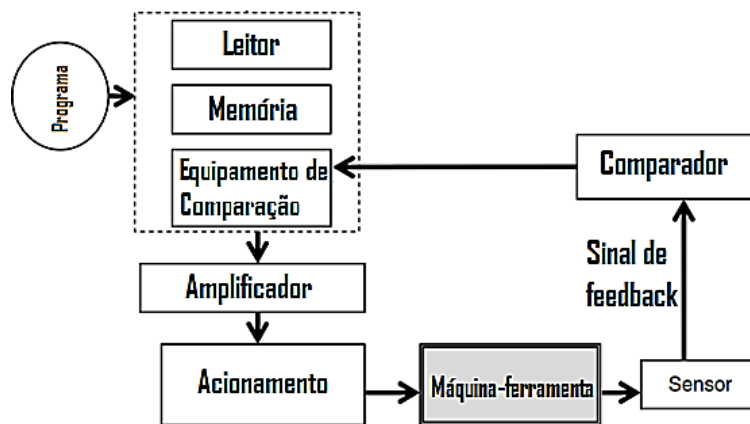 Programa
Leitor
Memória
Equipamento de
Comparação
Comparador
Sinal de
feedback
Amplificador
Acionamento
Máquina-ferramenta
Sensor